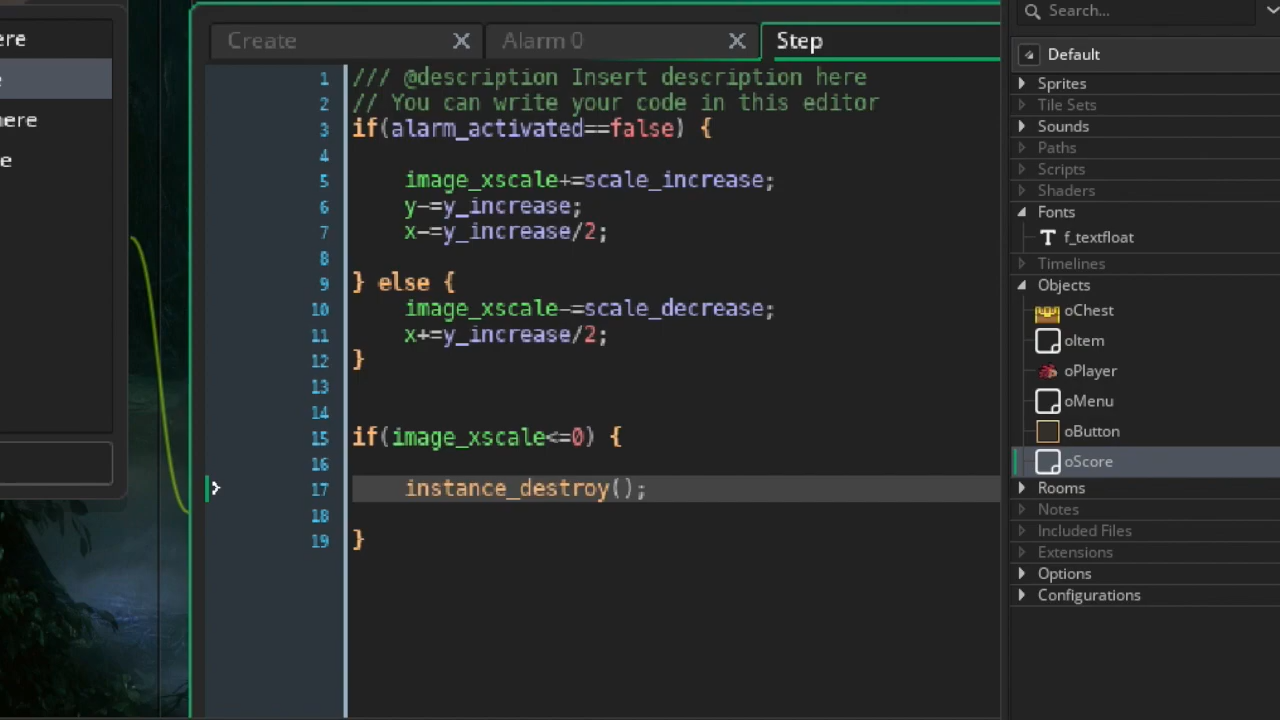 ere
e
here
e
Create
Alarm 0
Step
1 /// @description Insert description here
2 // You can write your code in this editor
3 if(alarm_activated==false) {
4
5 image_xscale+=scale_increase;
6 y-=y_increase;
7 x-=y_increase/2;
8
9 } else {
10 image_xscale-=scale_decrease;
11 x+=y_increase/2;
12 }
13
14
15 if(image_xscale<=0) {
16
17 instance_destroy();
18
19 }
Search...
Default
Sprites
Tile Sets
Sounds
Paths
Scripts
Shaders
Fonts
f_textfloat
Timelines
Objects
oChest
oItem
oPlayer
oMenu
oButton
oScore
Rooms
Notes
Included Files
Extensions
Options
Configurations